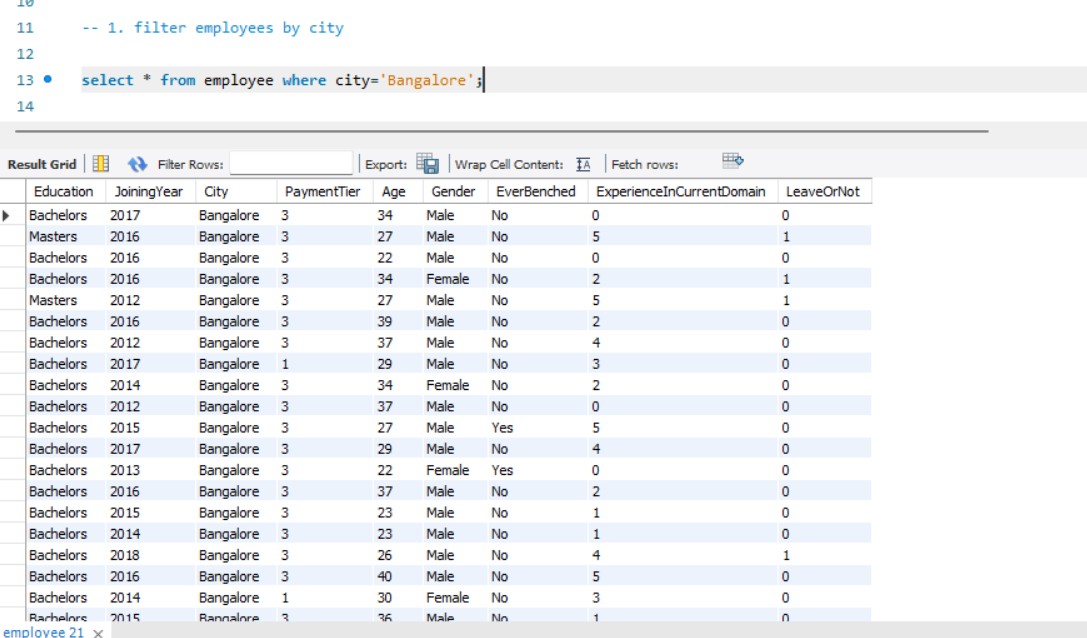 10
11 -- 1. filter employees by city
12
13 select * from employee where city='Bangalore';
14
Result Grid Filter Rows: Export: Wrap Cell Content: IA Fetch rows:
Education JoiningYear City PaymentTier Age Gender EverBenched ExperienceInCurrentDomain LeaveOrNot
Bachelors 2017 Bangalore 3 34 Male No 0 0
Masters 2016 Bangalore 3 27 Male No 5 1
Bachelors 2016 Bangalore 3 22 Male No 0 0
Bachelors 2016 Bangalore 3 34 Female No 2 1
Masters 2012 Bangalore 3 27 Male No 5 1
Bachelors 2016 Bangalore 3 39 Male No 2 0
Bachelors 2012 Bangalore 3 37 Male No 4 0
Bachelors 2017 Bangalore 1 29 Male No 3 0
Bachelors 2014 Bangalore 3 34 Female No 2 0
Bachelors 2012 Bangalore 3 37 Male No 0 0
Bachelors 2015 Bangalore 3 27 Male Yes 5 0
Bachelors 2017 Bangalore 3 29 Male No 4 0
Bachelors 2013 Bangalore 3 22 Female Yes 0 0
Bachelors 2016 Bangalore 3 37 Male No 2 0
Bachelors 2015 Bangalore 3 23 Male No 1 0
Bachelors 2014 Bangalore 3 23 Male No 1 0
Bachelors 2018 Bangalore 3 26 Male No 4 1
Bachelors 2016 Bangalore 3 40 Male No 5 0
Bachelors 2014 Bangalore 1 30 Female No 3 0
Bachelors 2015 Bangalore 3 36 Male No 1 0
employee 21